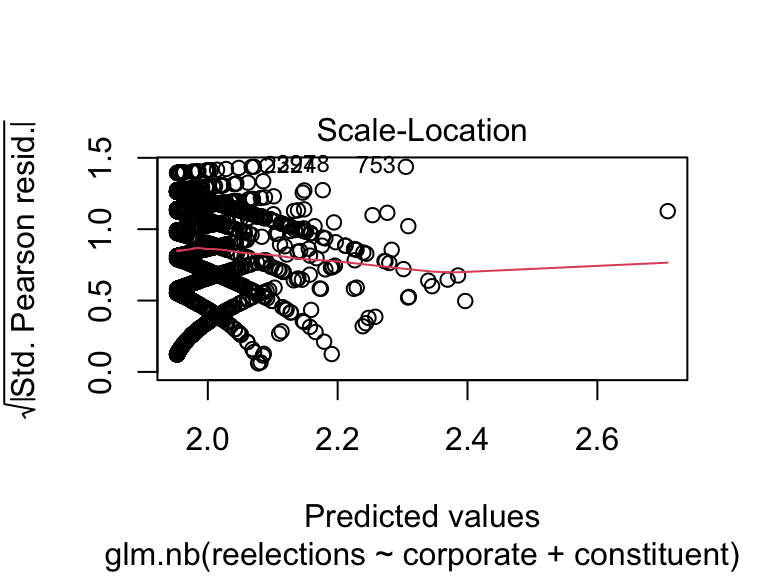 Scale-Location
√|Std. Pearson resid.|
0.0 0.5 1.0 1.5
753
2.0 2.2 2.4 2.6
Predicted values
glm.nb(reelections ~ corporate + constituent)